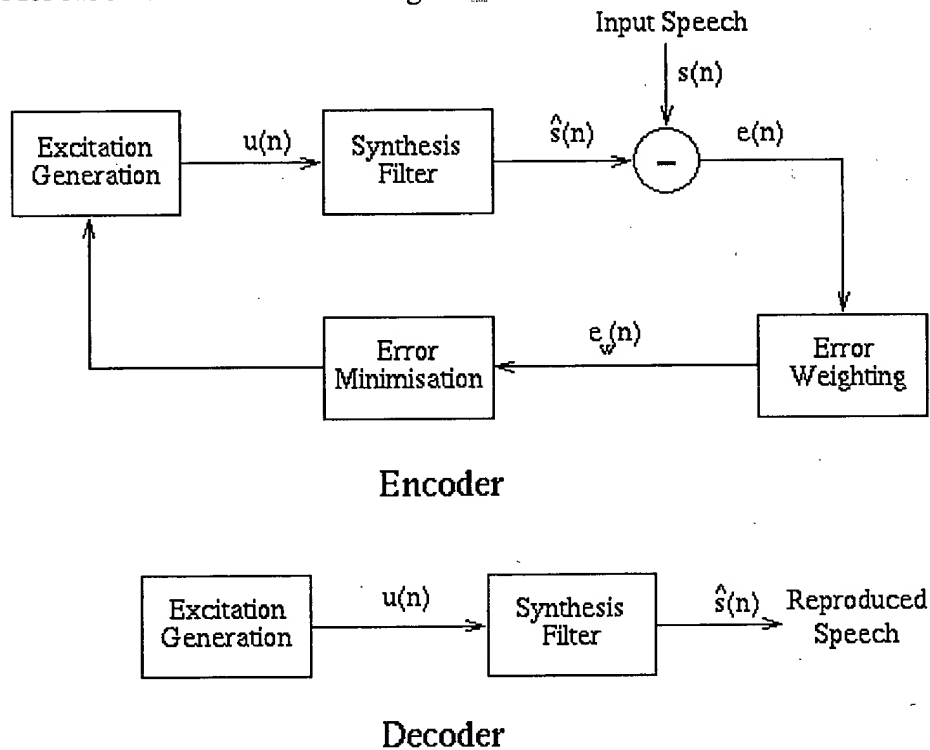 Input Speech
s(n)
Excitation
Generation
u(n)
Synthesis
Filter
ŝ(n)
-
e(n)
Error
Minimisation
e_w(n)
Error
Weighting
Encoder
Excitation
Generation
u(n)
Synthesis
Filter
ŝ(n)
Reproduced
Speech
Decoder